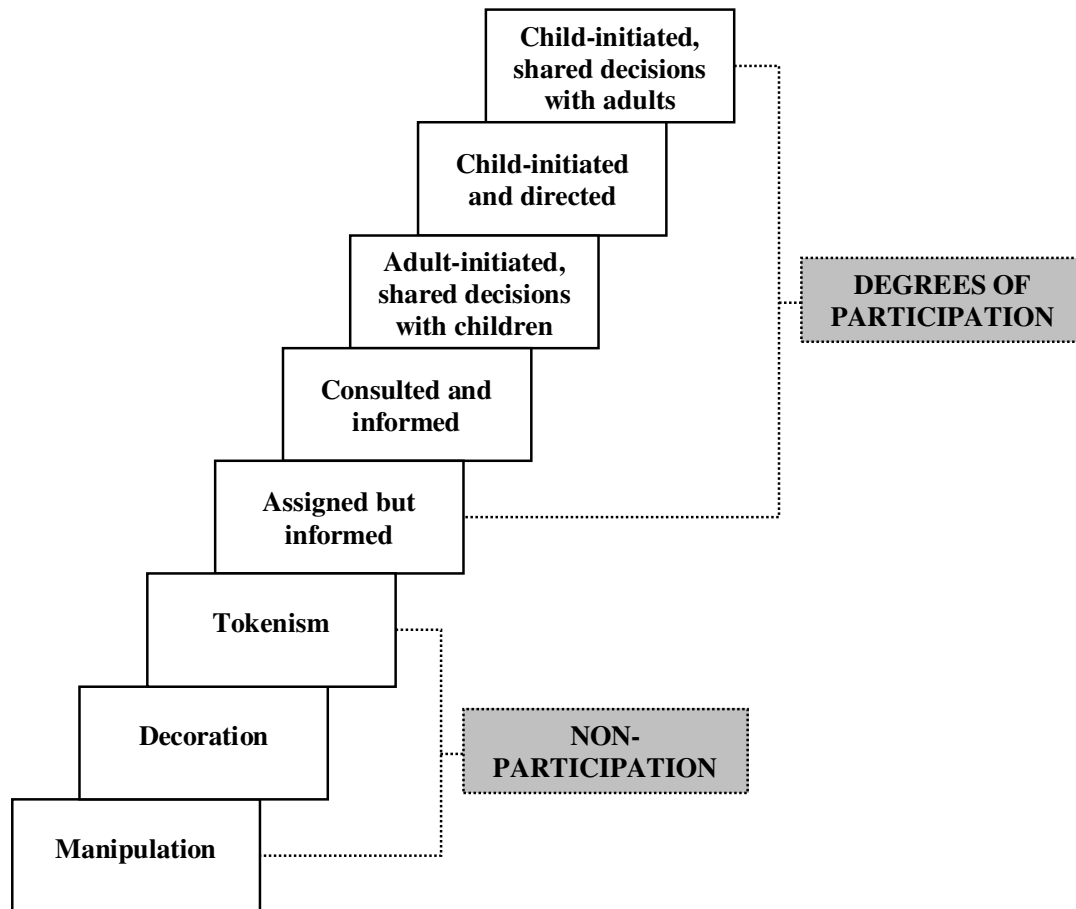 Child-initiated,
shared decisions
with adults
Child-initiated
and directed
Adult-initiated,
shared decisions
with children
DEGREES OF
PARTICIPATION
Consulted and
informed
Assigned but
informed
Tokenism
Decoration
NON-
PARTICIPATION
Manipulation